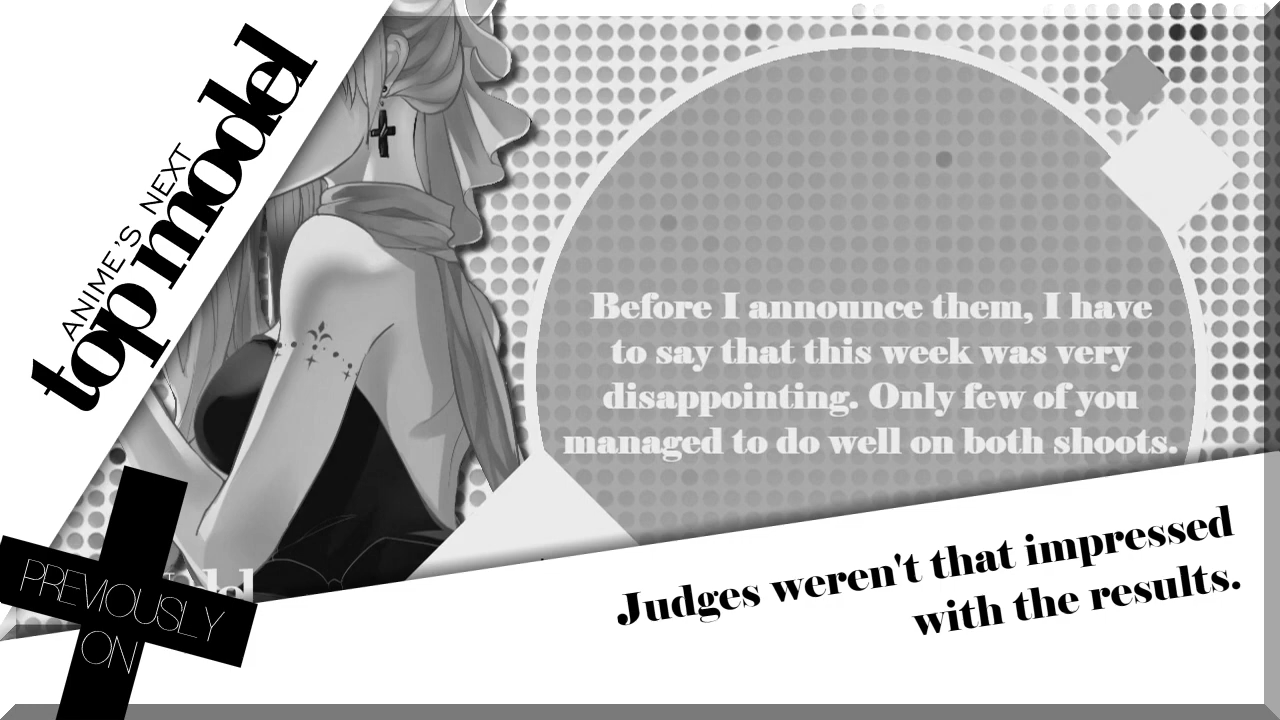 ANIME'S NEXT
top model
Before I announce them, I have
to say that this week was very
disappointing. Only few of you
managed to do well on both shoots.
Judges weren't that impressed
with the results.
PREVIOUSLY
ON